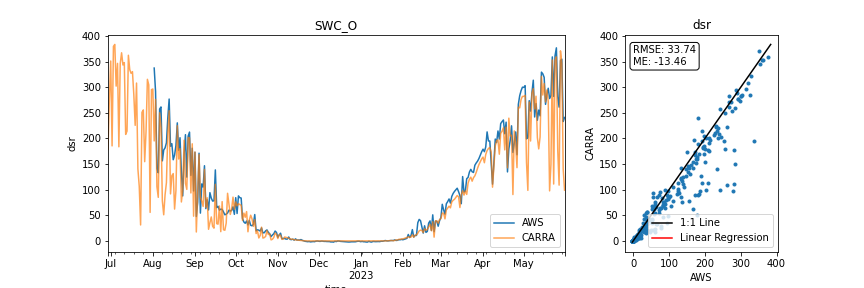 SWC_O
dsr
400
350
300
250
200
150
100
50
0
AWS
CARRA
Jul
Aug
Sep
Oct
Nov
Dec
Jan
2023
Feb
Mar
Apr
May
time
dsr
CARRA
400
350
300
250
200
150
100
50
0
RMSE: 33.74
ME: -13.46
1:1 Line
Linear Regression
0
100
200
300
400
AWS